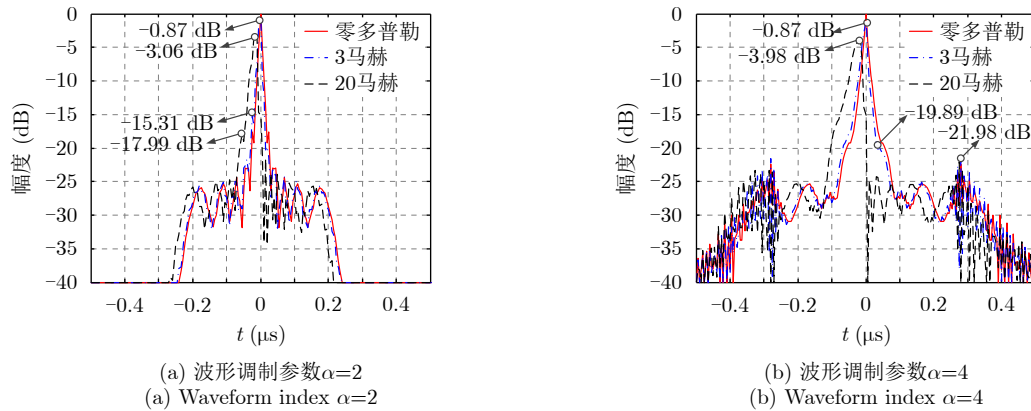 0
−5
−10
−15
−20
−25
−30
−35
−40
幅度 (dB)
−0.87 dB
−3.06 dB
−15.31 dB
−17.99 dB
零多普勒
3马赫
20马赫
−0.4
−0.2
0
0.2
0.4
t (μs)
(a) 波形调制参数α=2
(a) Waveform index α=2
0
−5
−10
−15
−20
−25
−30
−35
−40
幅度 (dB)
−0.87 dB
−3.98 dB
−19.89 dB
−21.98 dB
零多普勒
3马赫
20马赫
−0.4
−0.2
0
0.2
0.4
t (μs)
(b) 波形调制参数α=4
(b) Waveform index α=4